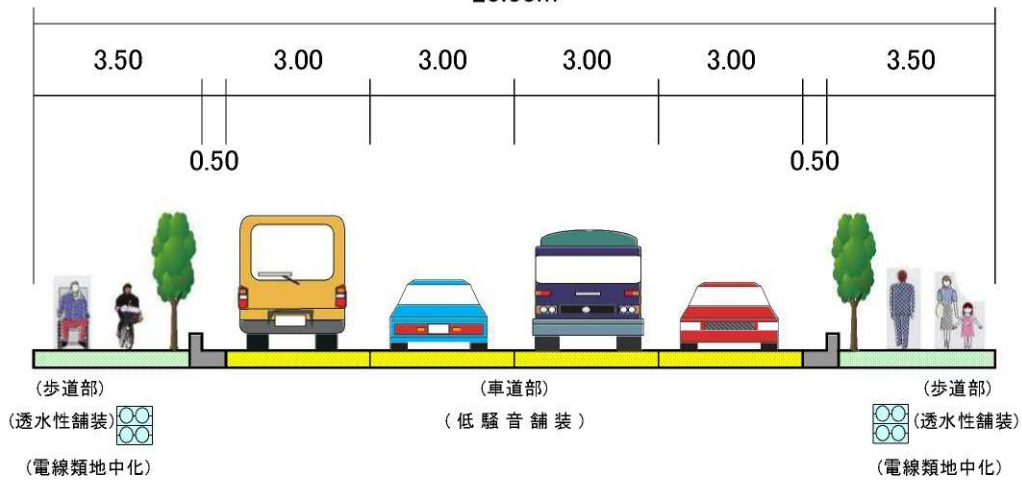 3.50 3.00 3.00 3.00 3.00 3.50
0.50 0.50
(歩道部) (車道部) (歩道部)
(透水性舗装) (低騒音舗装) (透水性舗装)
(電線類地中化) (電線類地中化)